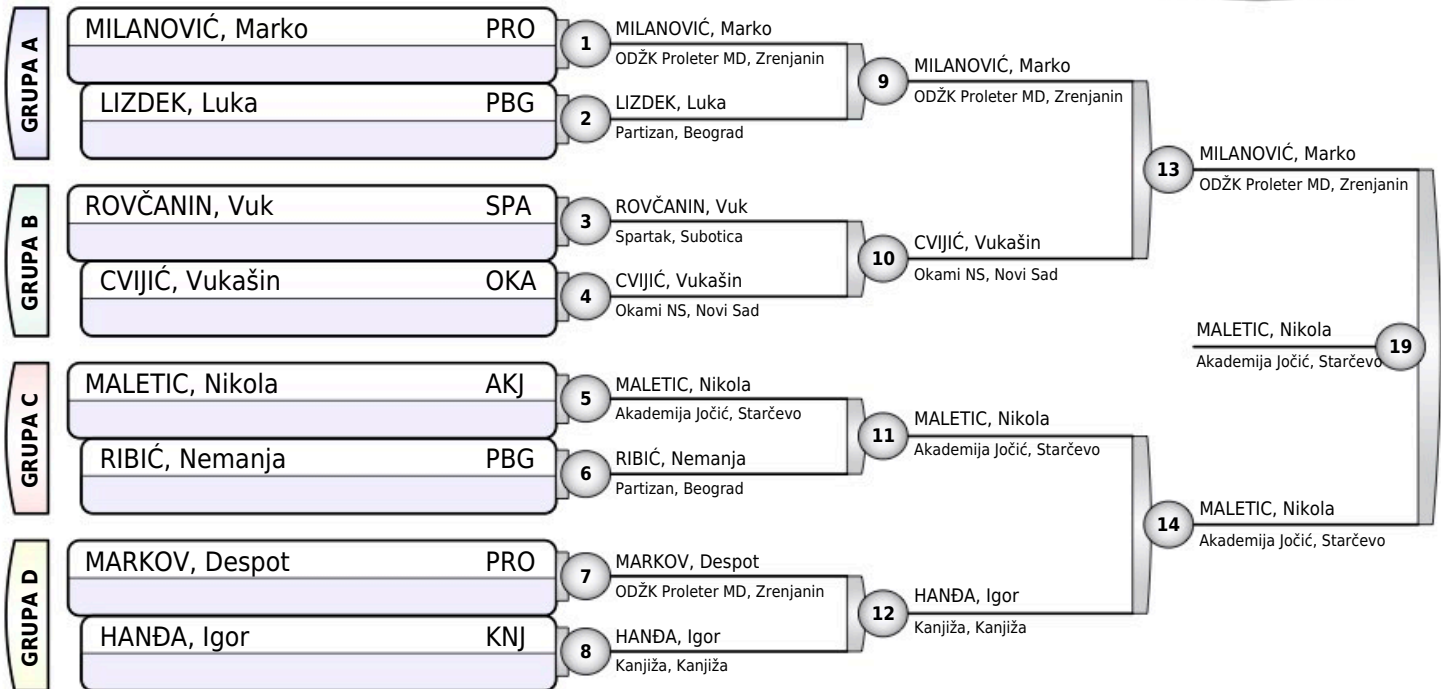 GRUPA A
MILANOVIĆ, Marko PRO
LIZDEK, Luka PBG
1
MILANOVIĆ, Marko
ODŽK Proleter MD, Zrenjanin
2
LIZDEK, Luka
Partizan, Beograd
GRUPA B
ROVČANIN, Vuk SPA
CVIJIĆ, Vukašin OKA
3
ROVČANIN, Vuk
Spartak, Subotica
4
CVIJIĆ, Vukašin
Okami NS, Novi Sad
GRUPA C
MALETIC, Nikola AKJ
RIBIĆ, Nemanja PBG
5
MALETIC, Nikola
Akademija Jočić, Starčevo
6
RIBIĆ, Nemanja
Partizan, Beograd
GRUPA D
MARKOV, Despot PRO
HANĐA, Igor KNJ
7
MARKOV, Despot
ODŽK Proleter MD, Zrenjanin
8
HANĐA, Igor
Kanjiža, Kanjiža
9
MILANOVIĆ, Marko
ODŽK Proleter MD, Zrenjanin
10
CVIJIĆ, Vukašin
Okami NS, Novi Sad
11
MALETIC, Nikola
Akademija Jočić, Starčevo
12
HANĐA, Igor
Kanjiža, Kanjiža
13
MILANOVIĆ, Marko
ODŽK Proleter MD, Zrenjanin
14
MALETIC, Nikola
Akademija Jočić, Starčevo
MALETIC, Nikola
Akademija Jočić, Starčevo
19